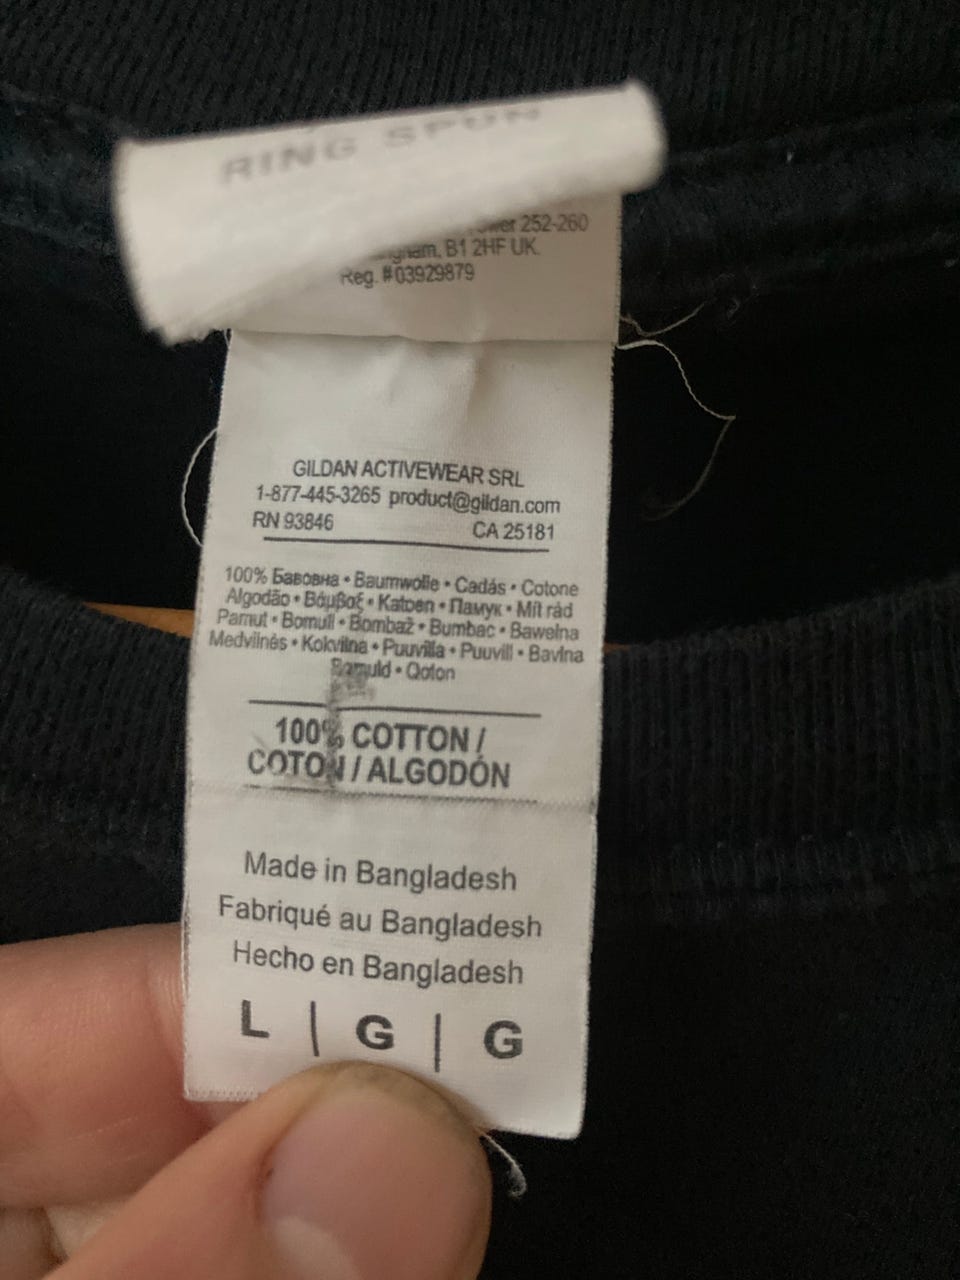 RING SPUN
252-260
B1 2HF UK.
Reg. #03929879
GILDAN ACTIVEWEAR SRL
1-877-445-3265 product@gildan.com
RN 93846 CA 25181
100% Бавовна • Baumwolle • Cadás • Cotone
Algodão • Βάμβαξ • Katoen • Памук • Mít rád
Pamut • Bomull • Bombaž • Bumbac • Bawełna
Medvilnės • Kokvilna • Puuvilla • Puuvill • Bavlna
Bomuld • Qoton
100% COTTON /
COTON / ALGODÓN
Made in Bangladesh
Fabriqué au Bangladesh
Hecho en Bangladesh
L | G | G